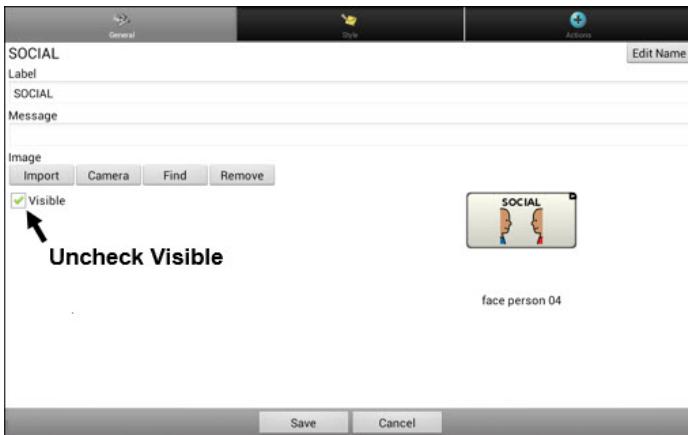 General Style Actions
SOCIAL Edit Name
Label
SOCIAL
Message
Image
Import Camera Find Remove
Visible
SOCIAL
Uncheck Visible
face person 04
Save Cancel